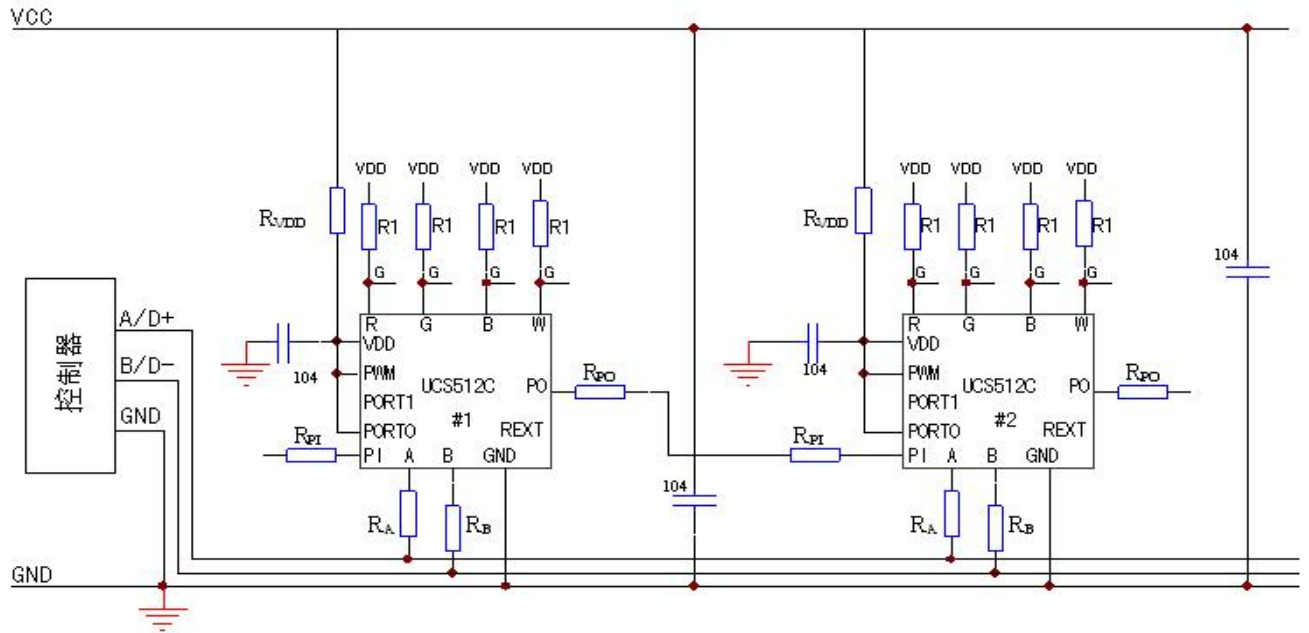 VCC
VDD VDD VDD VDD VDD VDD VDD VDD
RVDD R1 R1 R1 R1 RVDD R1 R1 R1 R1
104
G G G G G G G G
控制器
A/D+
B/D-
GND
R G B W
VDD
104
PWM
UCS512C
PO
RPO
PORT1
#1
PORT0
REXT
RPI
PI A B GND
RA
RB
104
R G B W
VDD
104
PWM
UCS512C
PO
RPO
PORT1
#2
PORT0
REXT
RPI
PI A B GND
RA
RB
GND